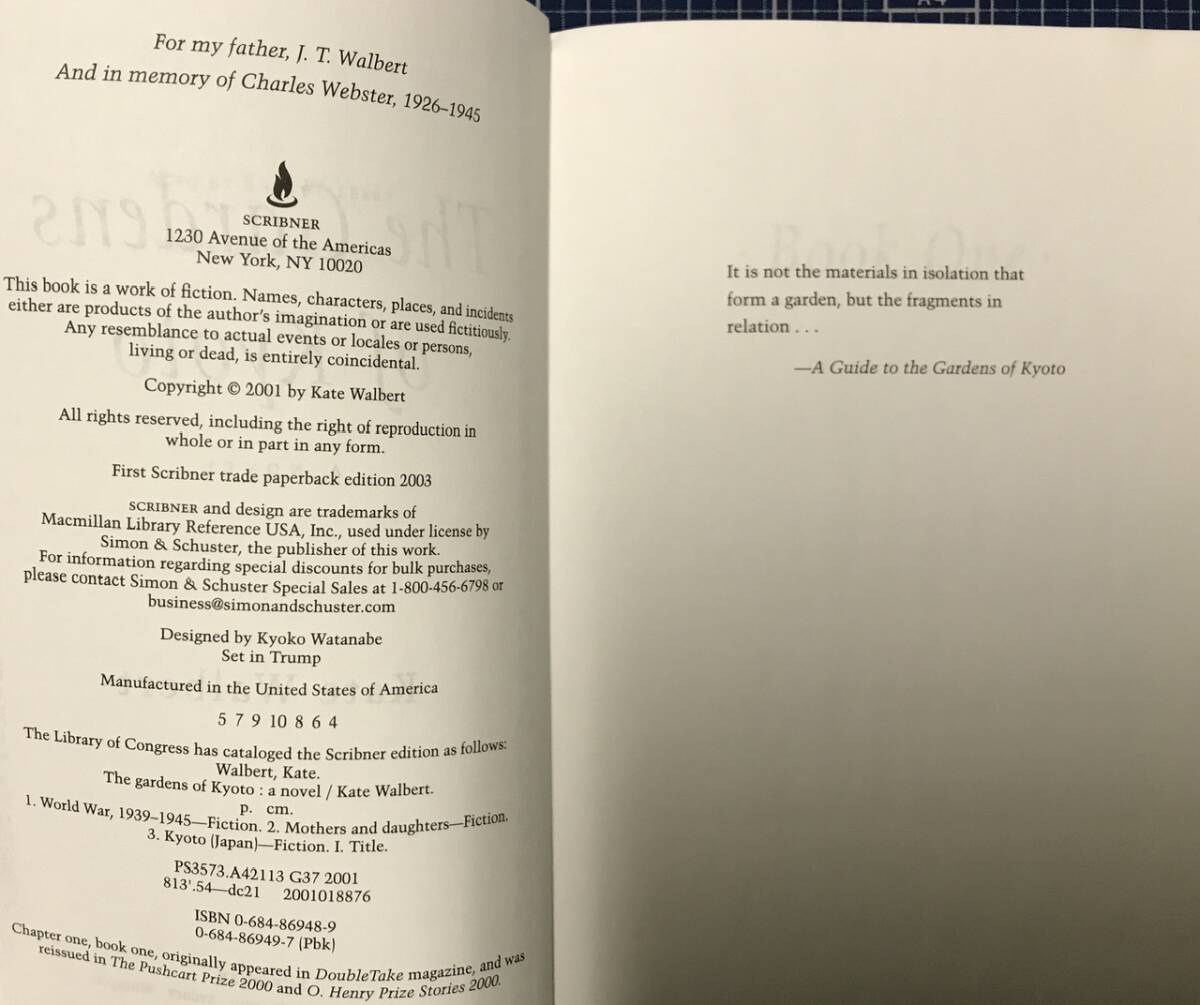 For my father, J. T. Walbert
And in memory of Charles Webster, 1926–1945
SCRIBNER
1230 Avenue of the Americas
New York, NY 10020
This book is a work of fiction. Names, characters, places, and incidents
either are products of the author's imagination or are used fictitiously.
Any resemblance to actual events or locales or persons,
living or dead, is entirely coincidental.
Copyright © 2001 by Kate Walbert
All rights reserved, including the right of reproduction in
whole or in part in any form.
First Scribner trade paperback edition 2003
SCRIBNER and design are trademarks of
Macmillan Library Reference USA, Inc., used under license by
Simon & Schuster, the publisher of this work.
For information regarding special discounts for bulk purchases,
please contact Simon & Schuster Special Sales at 1-800-456-6798 or
business@simonandschuster.com
Designed by Kyoko Watanabe
Set in Trump
Manufactured in the United States of America
5 7 9 10 8 6 4
The Library of Congress has cataloged the Scribner edition as follows:
Walbert, Kate.
The gardens of Kyoto : a novel / Kate Walbert.
p. cm.
1. World War, 1939–1945—Fiction. 2. Mothers and daughters—Fiction.
3. Kyoto (Japan)—Fiction. I. Title.
PS3573.A42113 G37 2001
813'.54—dc21 2001018876
ISBN 0-684-86948-9
0-684-86949-7 (Pbk)
Chapter one, book one, originally appeared in DoubleTake magazine, and was
reissued in The Pushcart Prize 2000 and O. Henry Prize Stories 2000.
It is not the materials in isolation that
form a garden, but the fragments in
relation . . .
—A Guide to the Gardens of Kyoto